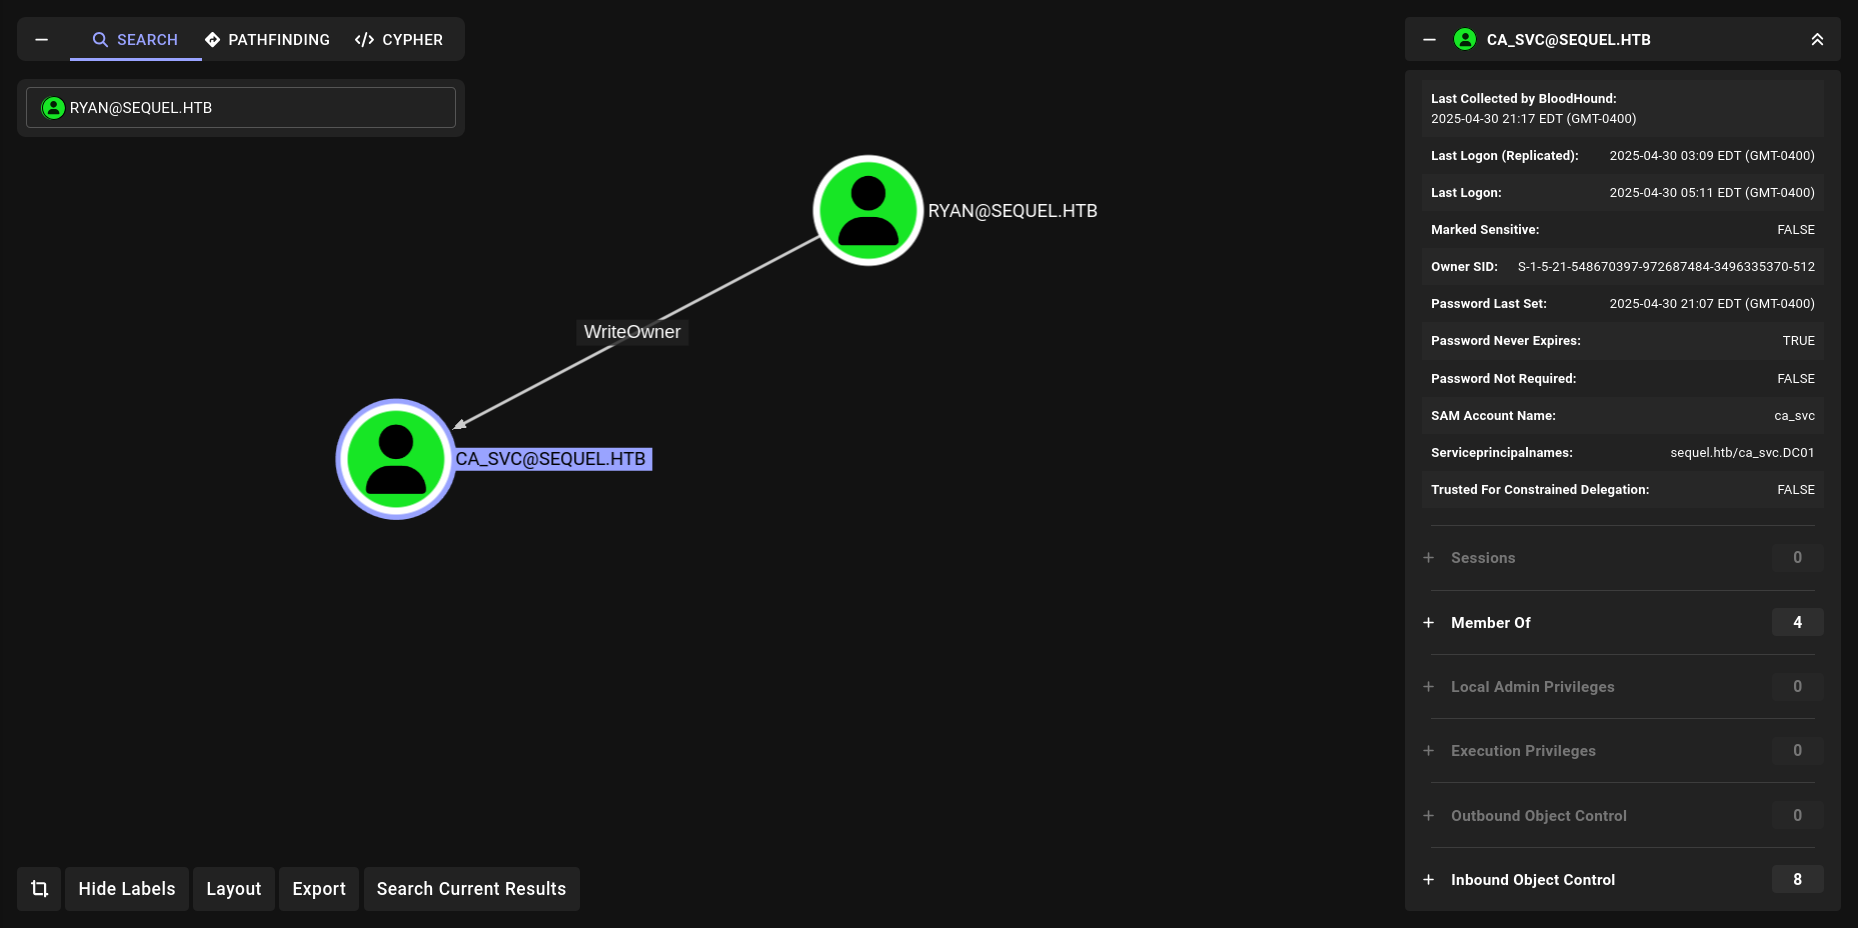 SEARCH PATHFINDING </> CYPHER
RYAN@SEQUEL.HTB
RYAN@SEQUEL.HTB
WriteOwner
CA_SVC@SEQUEL.HTB
Hide Labels Layout Export Search Current Results
CA_SVC@SEQUEL.HTB
Last Collected by BloodHound:
2025-04-30 21:17 EDT (GMT-0400)
Last Logon (Replicated): 2025-04-30 03:09 EDT (GMT-0400)
Last Logon: 2025-04-30 05:11 EDT (GMT-0400)
Marked Sensitive: FALSE
Owner SID: S-1-5-21-548670397-972687484-3496335370-512
Password Last Set: 2025-04-30 21:07 EDT (GMT-0400)
Password Never Expires: TRUE
Password Not Required: FALSE
SAM Account Name: ca_svc
Serviceprincipalnames: sequel.htb/ca_svc.DC01
Trusted For Constrained Delegation: FALSE
+ Sessions 0
+ Member Of 4
+ Local Admin Privileges 0
+ Execution Privileges 0
+ Outbound Object Control 0
+ Inbound Object Control 8